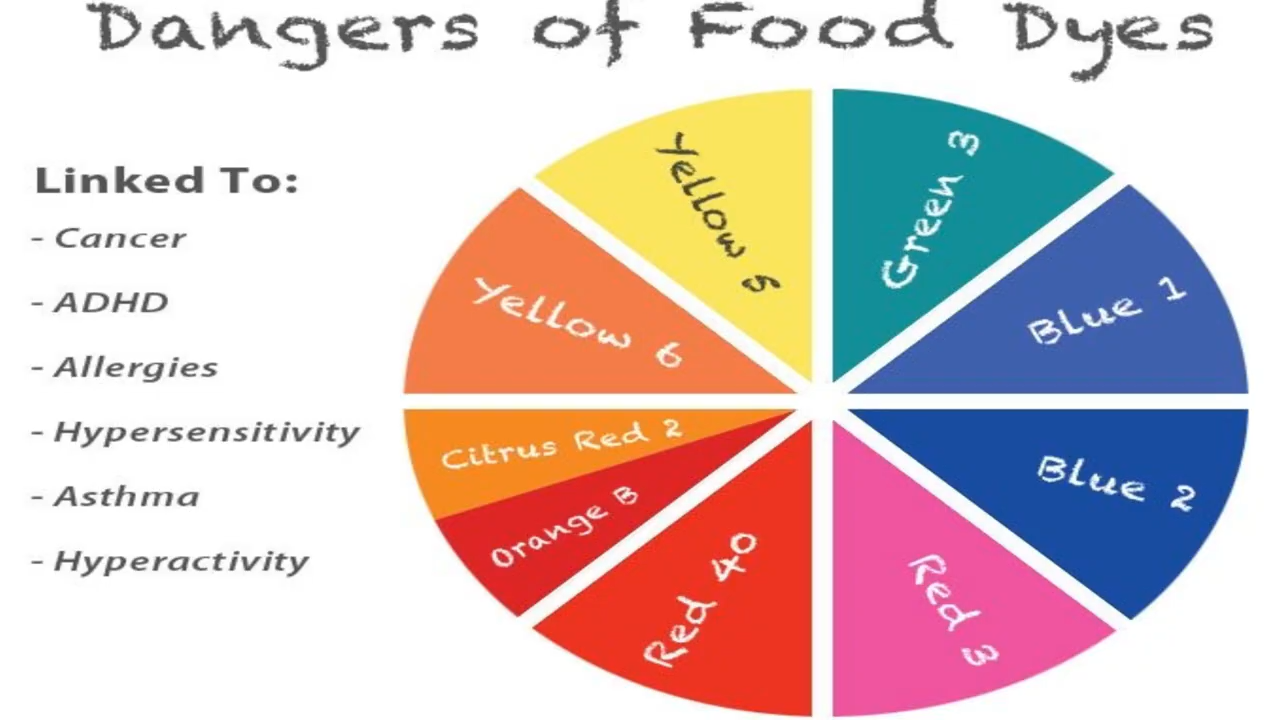 Dangers of Food Dyes
Linked To:
- Cancer
- ADHD
- Allergies
- Hypersensitivity
- Asthma
- Hyperactivity
Yellow 5
Green 3
Yellow 6
Blue 1
Citrus Red 2
Blue 2
Orange B
Red 40
Red 3